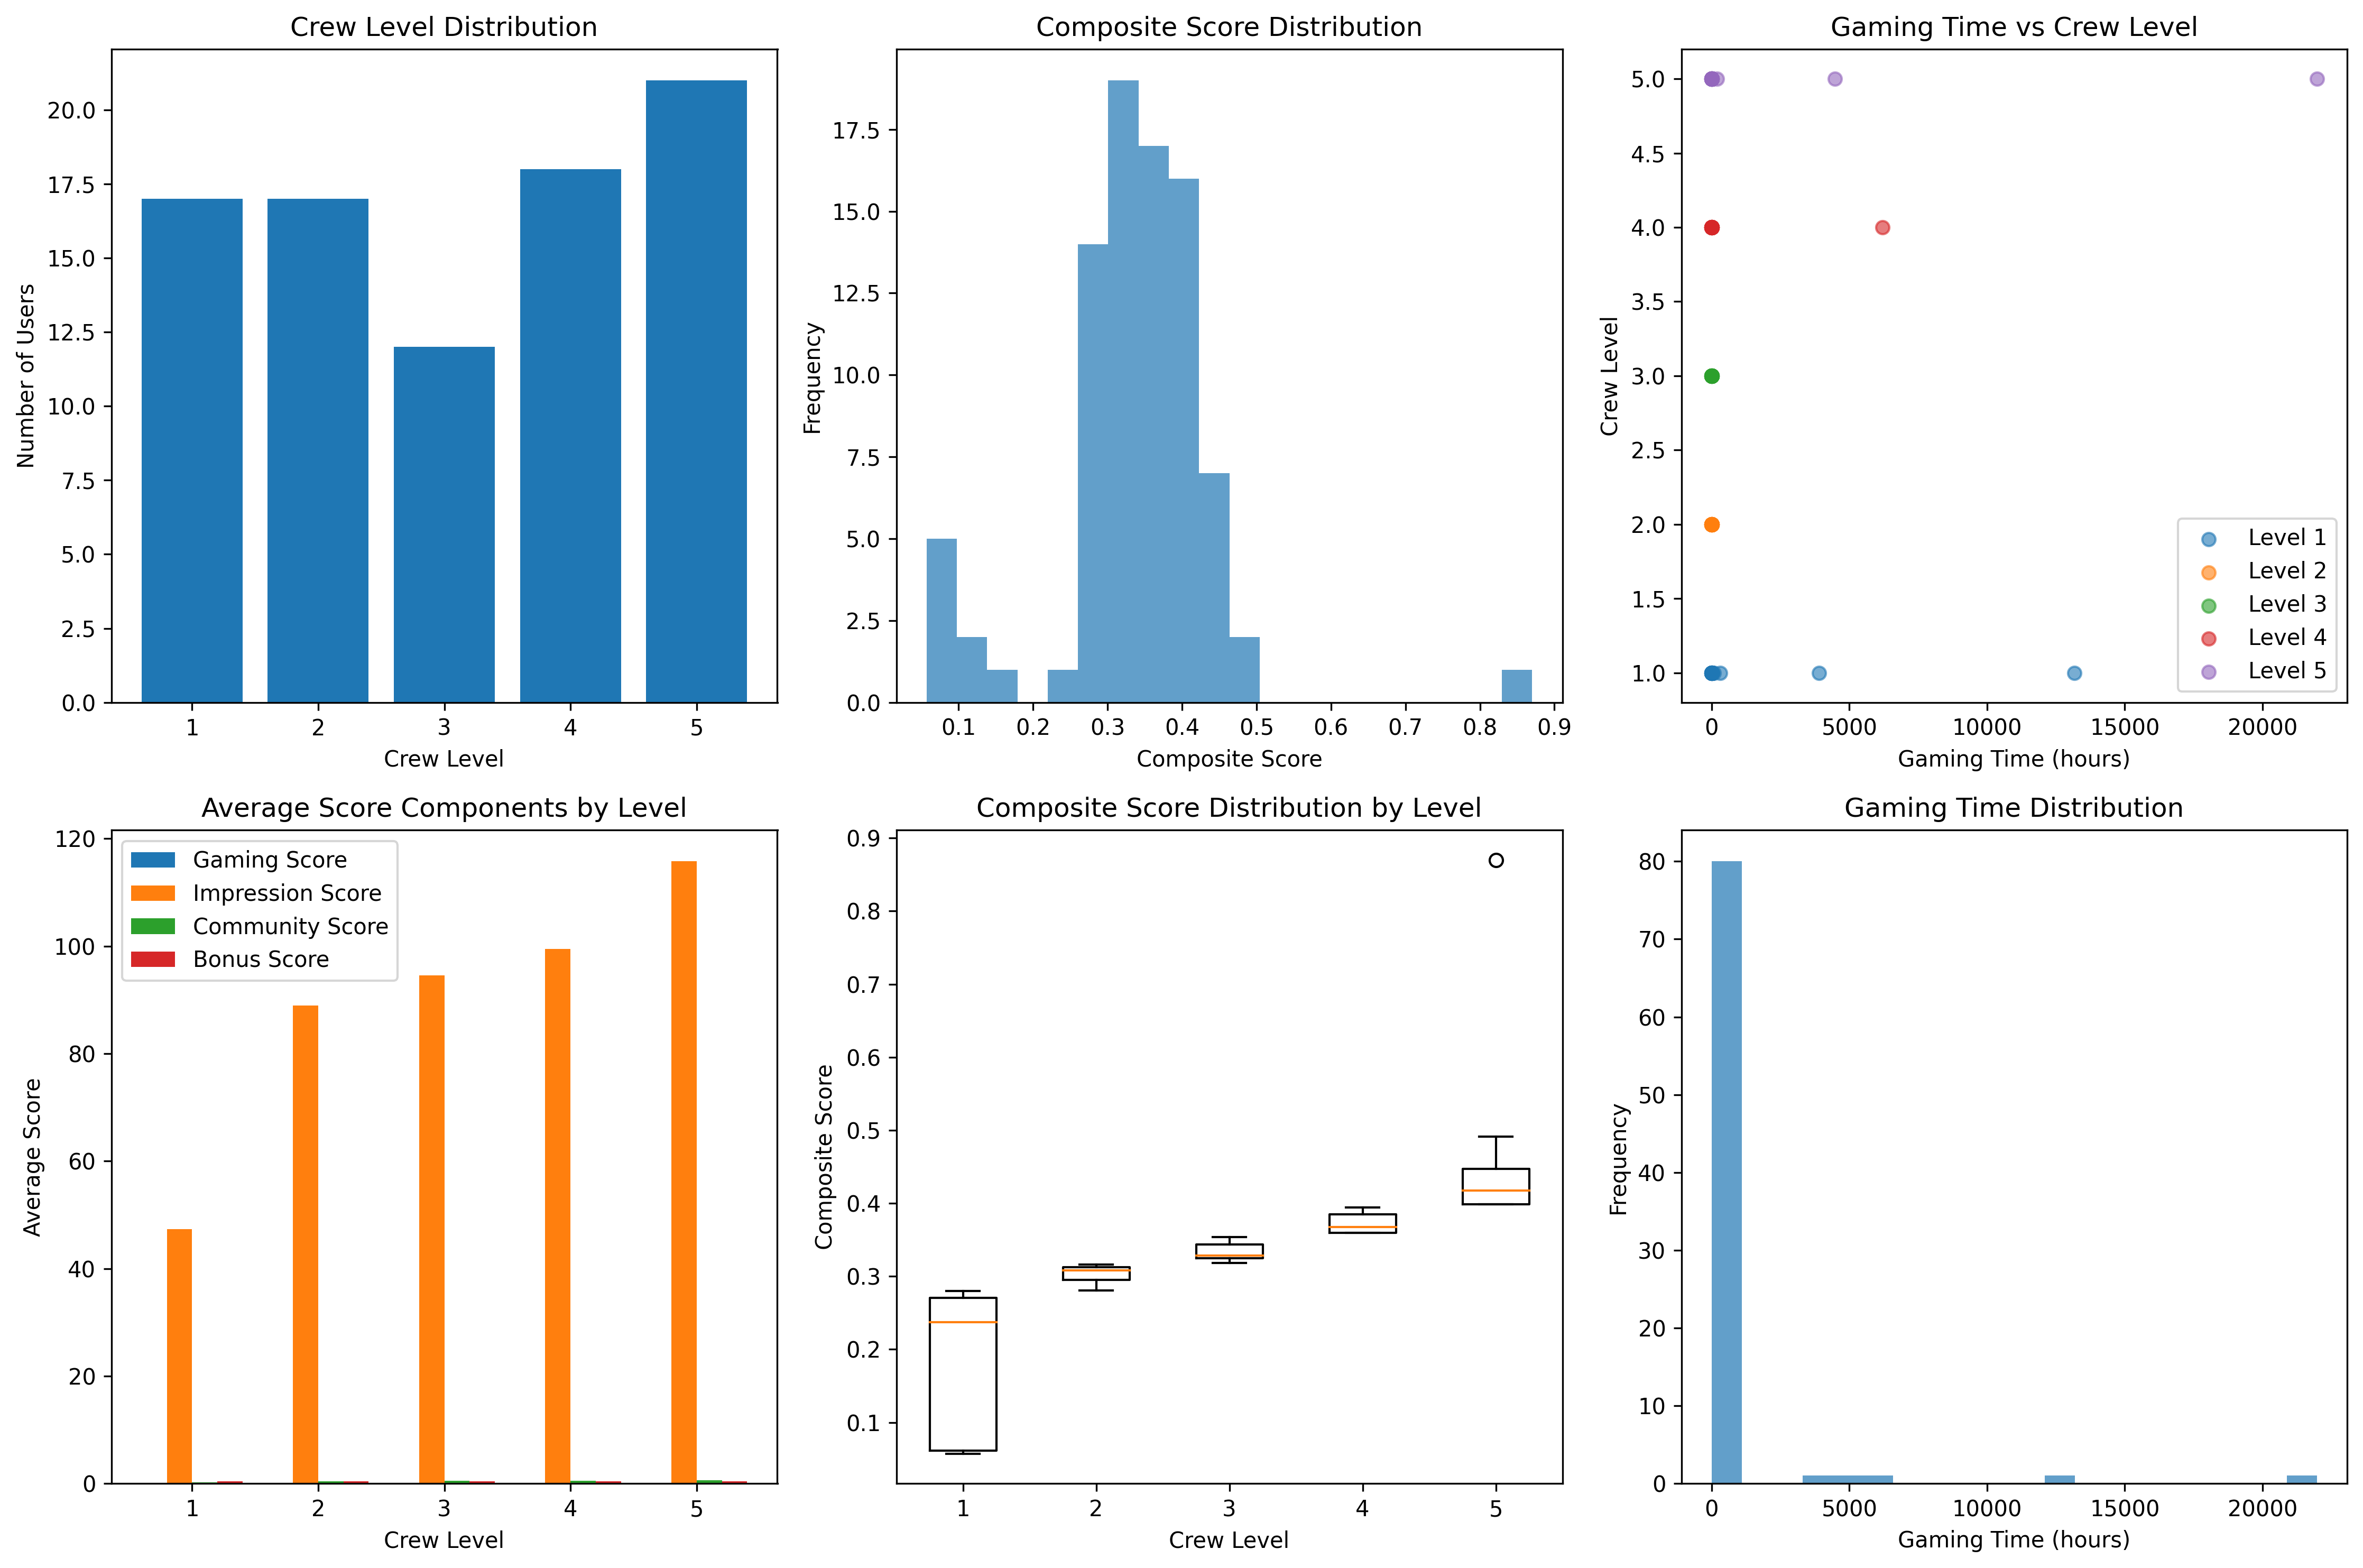 Crew Level Distribution
Number of Users
20.0
17.5
15.0
12.5
10.0
7.5
5.0
2.5
0.0
1 2 3 4 5
Crew Level
Composite Score Distribution
Frequency
17.5
15.0
12.5
10.0
7.5
5.0
2.5
0.0
0.1 0.2 0.3 0.4 0.5 0.6 0.7 0.8 0.9
Composite Score
Gaming Time vs Crew Level
Crew Level
5.0
4.5
4.0
3.5
3.0
2.5
2.0
1.5
1.0
Level 1
Level 2
Level 3
Level 4
Level 5
0 5000 10000 15000 20000
Gaming Time (hours)
Average Score Components by Level
Average Score
120
100
80
60
40
20
0
Gaming Score
Impression Score
Community Score
Bonus Score
1 2 3 4 5
Crew Level
Composite Score Distribution by Level
Composite Score
0.9
0.8
0.7
0.6
0.5
0.4
0.3
0.2
0.1
1 2 3 4 5
Crew Level
Gaming Time Distribution
Frequency
80
70
60
50
40
30
20
10
0
0 5000 10000 15000 20000
Gaming Time (hours)